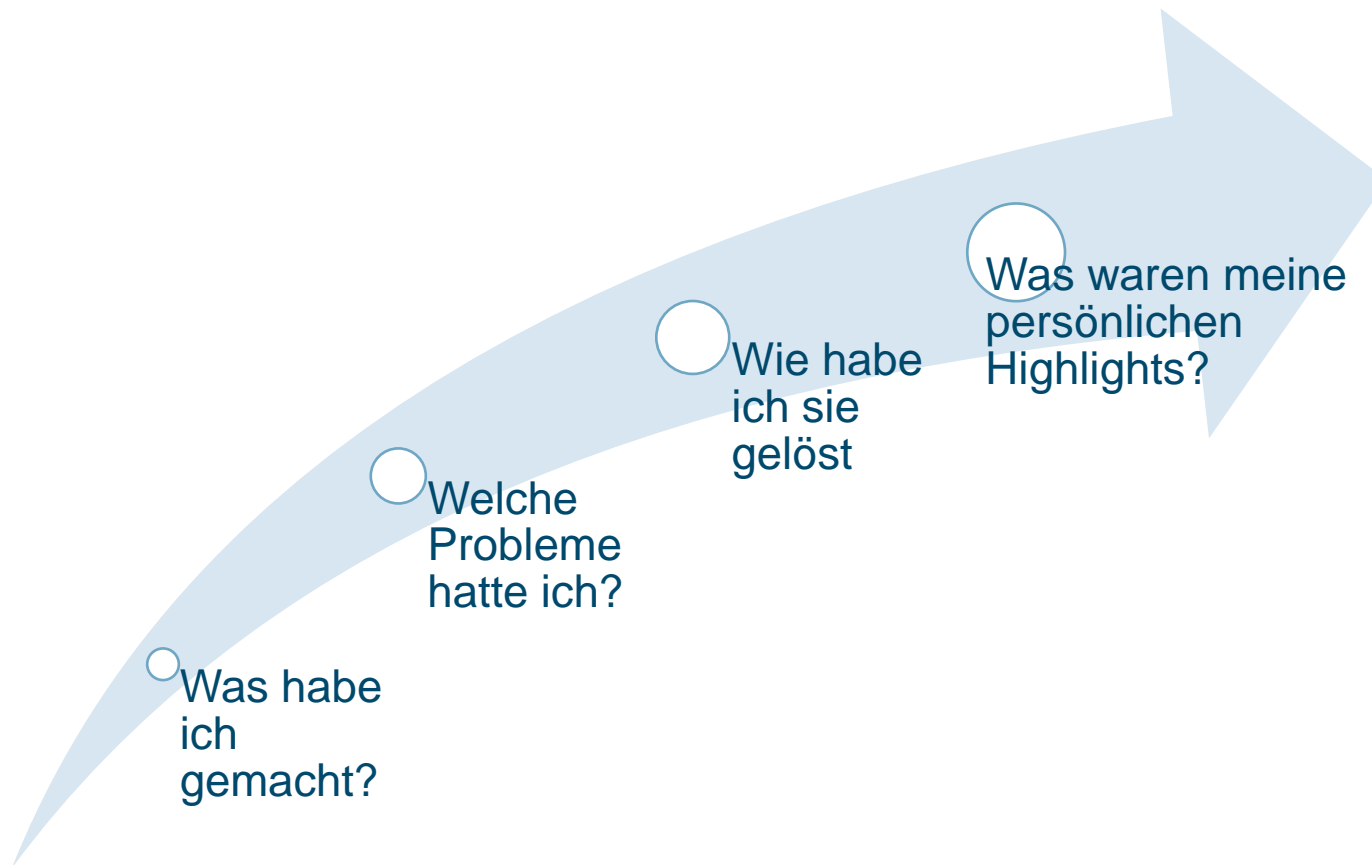 Was habe
ich
gemacht?
Welche
Probleme
hatte ich?
Wie habe
ich sie
gelöst
Was waren meine
persönlichen
Highlights?